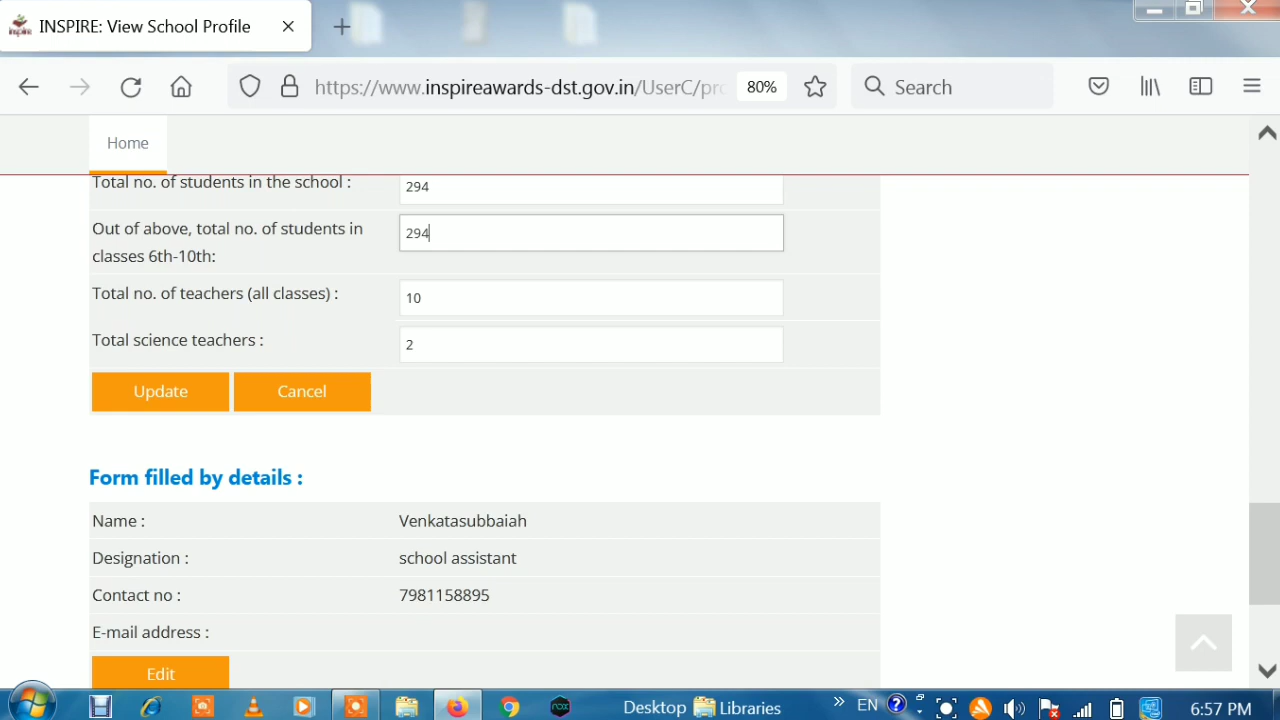 INSPIRE: View School Profile
https://www.inspireawards-dst.gov.in/UserC/pro
80%
Search
Home
Total no. of students in the school :
294
Out of above, total no. of students in
classes 6th-10th:
294
Total no. of teachers (all classes) :
10
Total science teachers :
2
Update
Cancel
Form filled by details :
Name :
Venkatasubbaiah
Designation :
school assistant
Contact no :
7981158895
E-mail address :
Edit
Desktop
Libraries
EN
6:57 PM